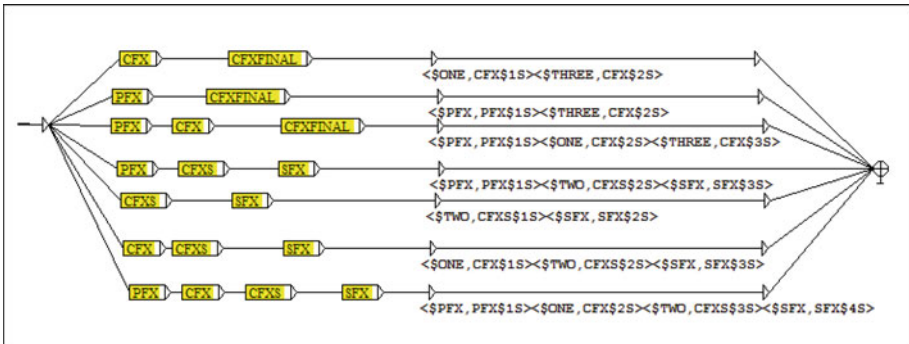 CFX CFXFINAL
<$ONE,CFX$1S><$THREE,CFX$2S>
PFX CFXFINAL
<$PFX,PFX$1S><$THREE,CFX$2S>
PFX CFX CFXFINAL
<$PFX,PFX$1S><$ONE,CFX$2S><$THREE,CFX$3S>
PFX CFXS SFX
<$PFX,PFX$1S><$TWO,CFXS$2S><$SFX,SFX$3S>
CFXS SFX
<$TWO,CFXS$1S><$SFX,SFX$2S>
CFX CFXS SFX
<$ONE,CFX$1S><$TWO,CFXS$2S><$SFX,SFX$3S>
PFX CFX CFXS SFX
<$PFX,PFX$1S><$ONE,CFX$2S><$TWO,CFXS$3S><$SFX,SFX$4S>